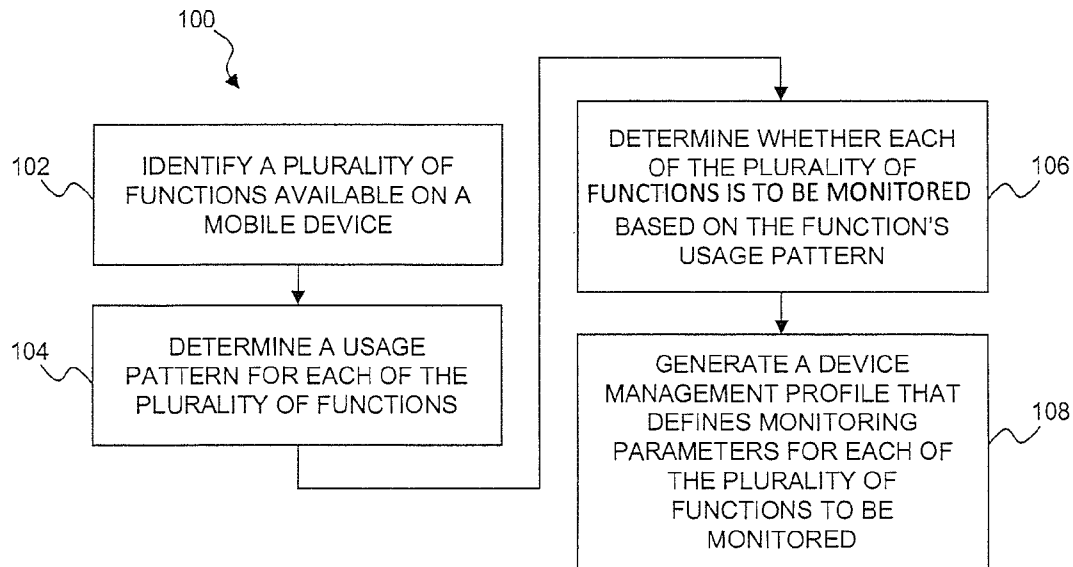 100
102
IDENTIFY A PLURALITY OF
FUNCTIONS AVAILABLE ON A
MOBILE DEVICE
104
DETERMINE A USAGE
PATTERN FOR EACH OF THE
PLURALITY OF FUNCTIONS
DETERMINE WHETHER EACH
OF THE PLURALITY OF
FUNCTIONS IS TO BE MONITORED
BASED ON THE FUNCTION'S
USAGE PATTERN
106
GENERATE A DEVICE
MANAGEMENT PROFILE THAT
DEFINES MONITORING
PARAMETERS FOR EACH OF
THE PLURALITY OF
FUNCTIONS TO BE
MONITORED
108